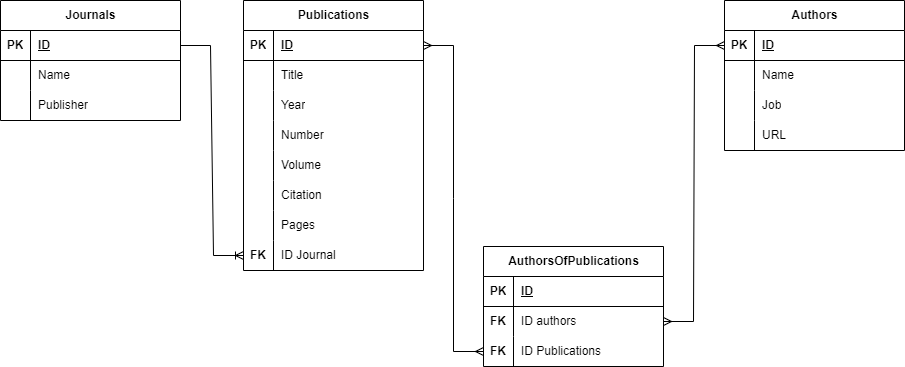 Journals
PK ID
Name
Publisher
Publications
PK ID
Title
Year
Number
Volume
Citation
Pages
FK ID Journal
Authors
PK ID
Name
Job
URL
AuthorsOfPublications
PK ID
FK ID authors
FK ID Publications